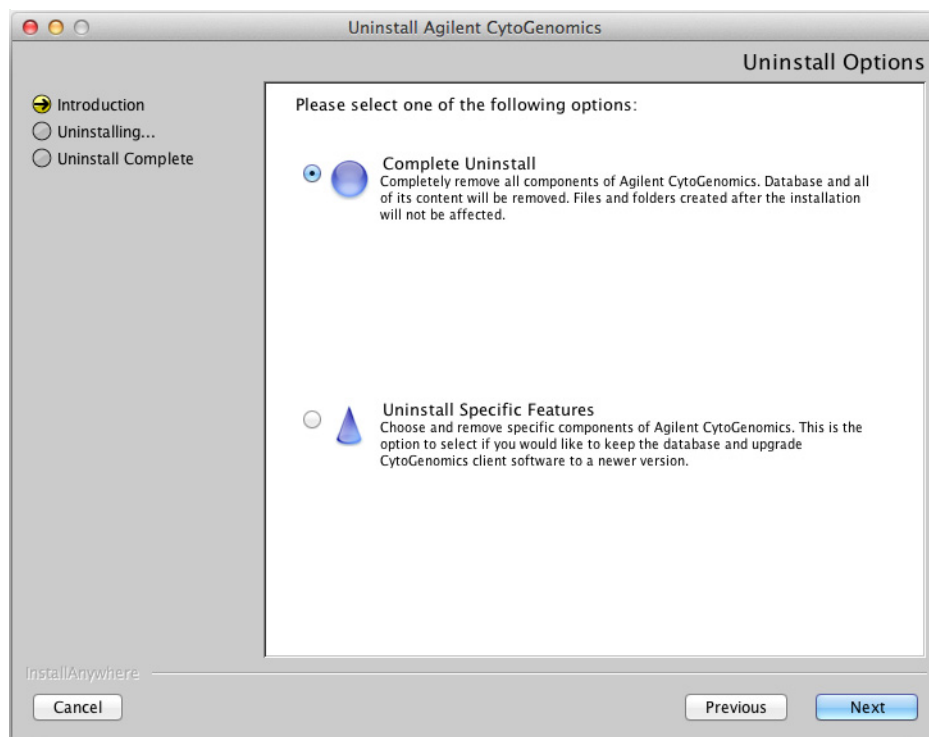 Uninstall Agilent CytoGenomics
Uninstall Options
Introduction
Uninstalling...
Uninstall Complete
Please select one of the following options:
Complete Uninstall
Completely remove all components of Agilent CytoGenomics. Database and all
of its content will be removed. Files and folders created after the installation
will not be affected.
Uninstall Specific Features
Choose and remove specific components of Agilent CytoGenomics. This is the
option to select if you would like to keep the database and upgrade
CytoGenomics client software to a newer version.
InstallAnywhere
Cancel
Previous
Next